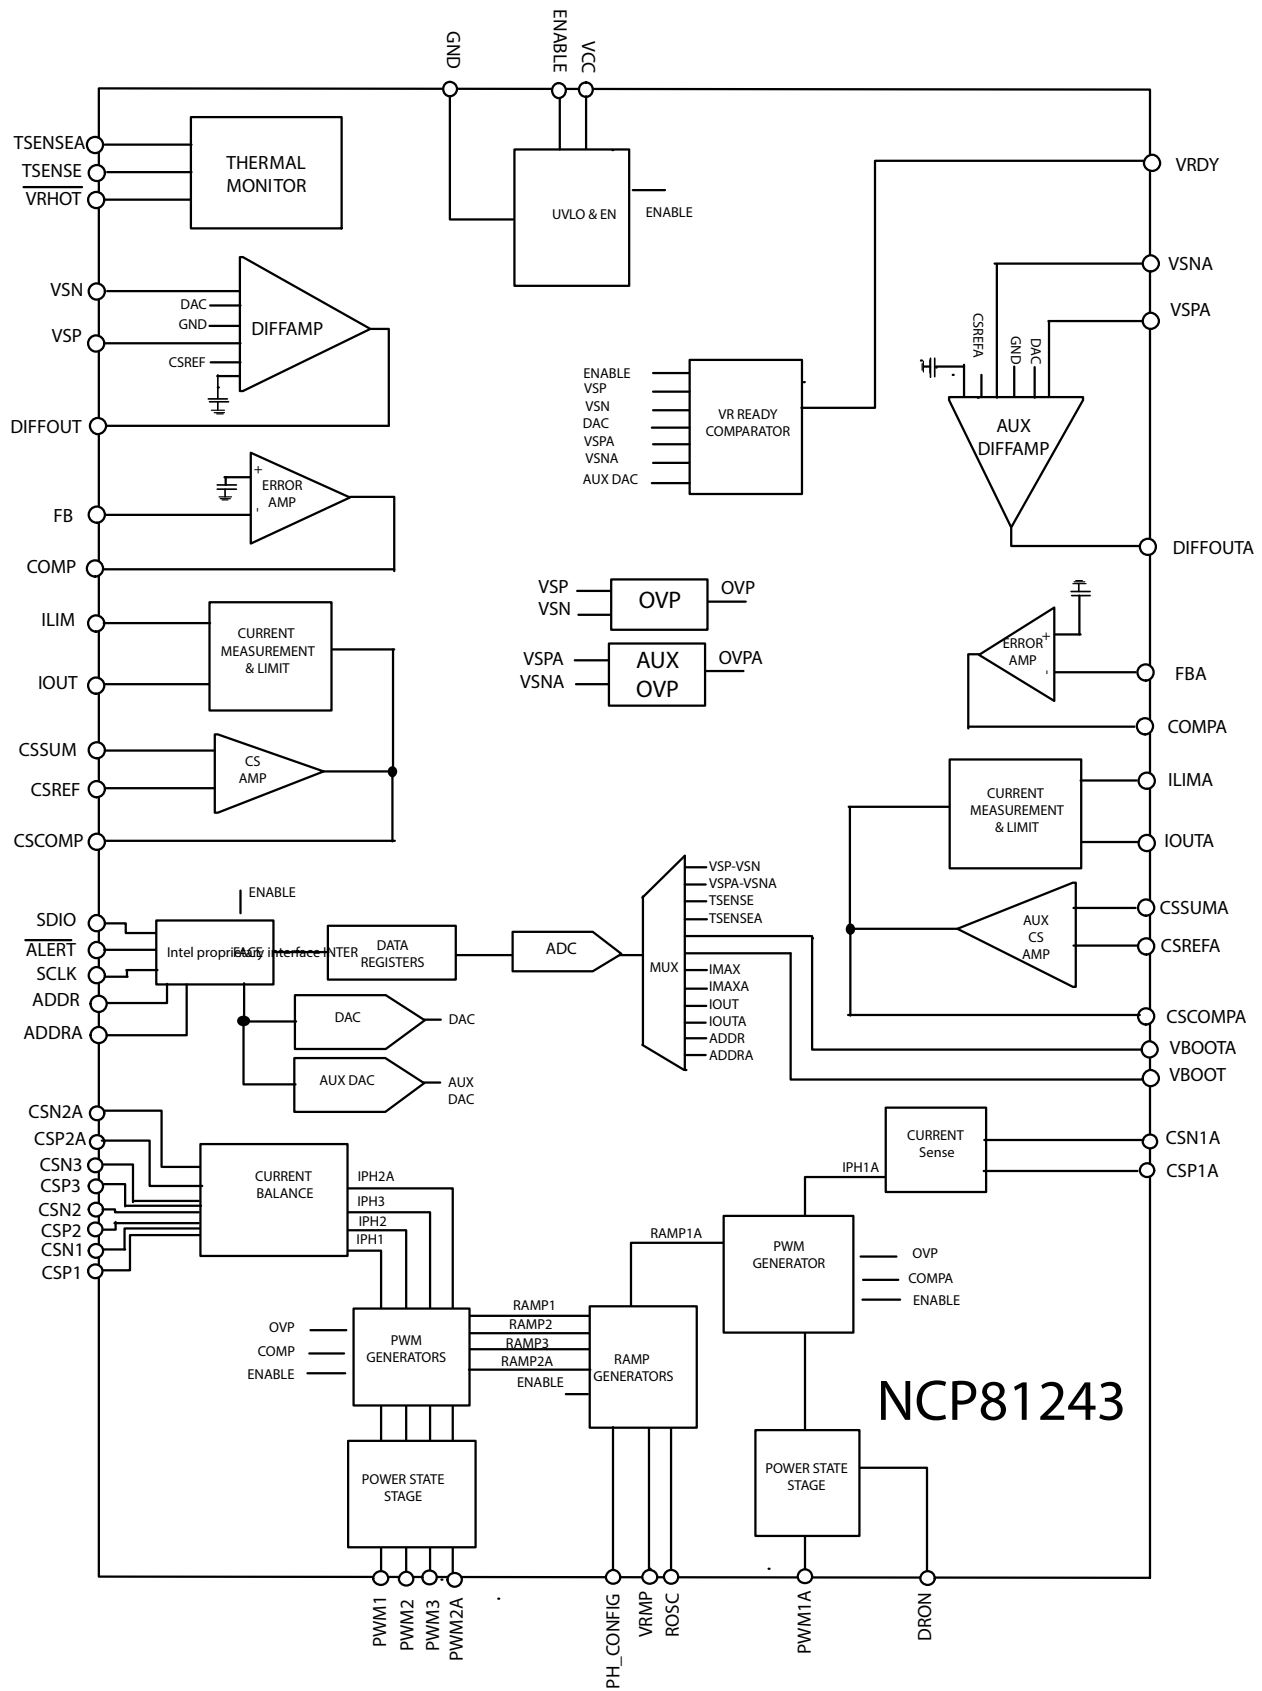 GND
ENABLE
VCC
TSENSEA
TSENSE
VRHOT
THERMAL
MONITOR
UVLO & EN
ENABLE
VRDY
VSN
DAC
GND
VSP
CSREF
DIFFAMP
DIFFOUT
VSNA
VSPA
CSREFA
GND
DAC
AUX
DIFFAMP
DIFFOUTA
ENABLE
VSP
VSN
DAC
VSPA
VSNA
AUX DAC
VR READY
COMPARATOR
+
ERROR
AMP
-
FB
COMP
VSP
VSN
OVP
OVP
VSPA
VSNA
AUX
OVP
OVPA
ERROR
AMP
+
-
FBA
COMPA
ILIM
IOUT
CURRENT
MEASUREMENT
& LIMIT
CSSUM
CSREF
CS
AMP
CSCOMP
ILIMA
IOUTA
CURRENT
MEASUREMENT
& LIMIT
CSSUMA
CSREFA
AUX
CS
AMP
CSCOMPA
VBOOTA
VBOOT
ENABLE
SDIO
ALERT
SCLK
ADDR
ADDRA
Intel proprietary interface INTERFACE
DATA
REGISTERS
ADC
MUX
VSP-VSN
VSPA-VSNA
TSENSE
TSENSEA
IMAX
IMAXA
IOUT
IOUTA
ADDR
ADDRA
DAC
DAC
AUX DAC
AUX
DAC
CSN2A
CSP2A
CSN3
CSP3
CSN2
CSP2
CSN1
CSP1
CURRENT
BALANCE
IPH2A
IPH3
IPH2
IPH1
CURRENT
Sense
CSN1A
CSP1A
IPH1A
RAMP1A
PWM
GENERATOR
OVP
COMPA
ENABLE
OVP
COMP
ENABLE
PWM
GENERATORS
RAMP1
RAMP2
RAMP3
RAMP2A
ENABLE
RAMP
GENERATORS
NCP81243
POWER STATE
STAGE
POWER STATE
STAGE
PWM1
PWM2
PWM3
PWM2A
PH_CONFIG
VRMP
ROSC
PWM1A
DRON